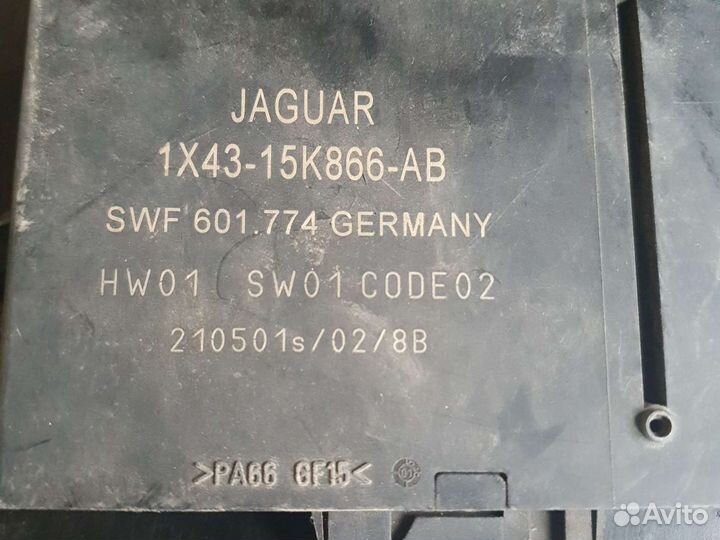 JAGUAR
1X43-15K866-AB
SWF 601.774 GERMANY
HW01 SW01 CODE02
210501s/02/8B
>PA66 GF15<
Avito